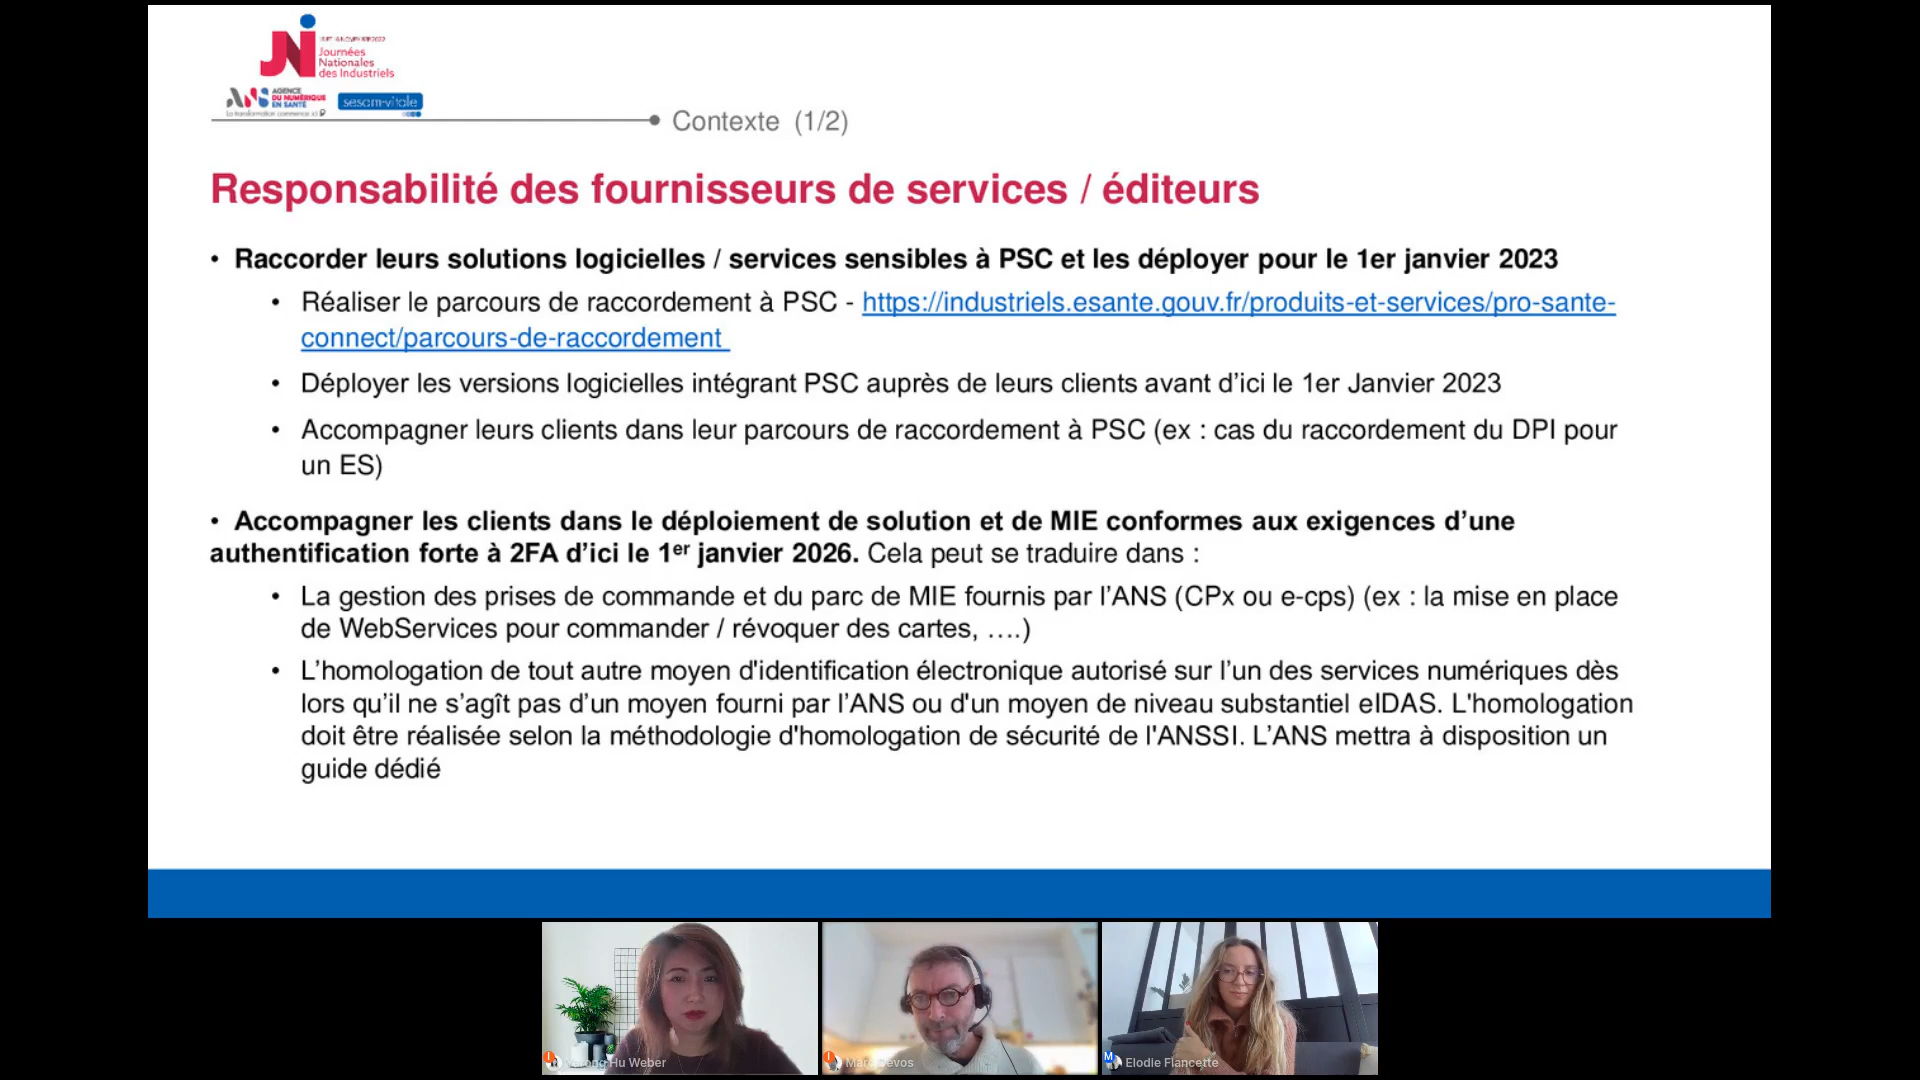 Journées
Nationales
des Industriels
AGENCE
DU NUMÉRIQUE
EN SANTÉ
La transformation commence ici
sesam-vitale
Contexte (1/2)
Responsabilité des fournisseurs de services / éditeurs
• Raccorder leurs solutions logicielles / services sensibles à PSC et les déployer pour le 1er janvier 2023
• Réaliser le parcours de raccordement à PSC - https://industriels.esante.gouv.fr/produits-et-services/pro-sante-
connect/parcours-de-raccordement
• Déployer les versions logicielles intégrant PSC auprès de leurs clients avant d’ici le 1er Janvier 2023
• Accompagner leurs clients dans leur parcours de raccordement à PSC (ex : cas du raccordement du DPI pour
un ES)
• Accompagner les clients dans le déploiement de solution et de MIE conformes aux exigences d’une
authentification forte à 2FA d’ici le 1er janvier 2026. Cela peut se traduire dans :
• La gestion des prises de commande et du parc de MIE fournis par l’ANS (CPx ou e-cps) (ex : la mise en place
de WebServices pour commander / révoquer des cartes, ….)
• L’homologation de tout autre moyen d'identification électronique autorisé sur l’un des services numériques dès
lors qu’il ne s’agît pas d’un moyen fourni par l’ANS ou d'un moyen de niveau substantiel eIDAS. L'homologation
doit être réalisée selon la méthodologie d'homologation de sécurité de l'ANSSI. L’ANS mettra à disposition un
guide dédié
Hu Weber
Elodie Flancette